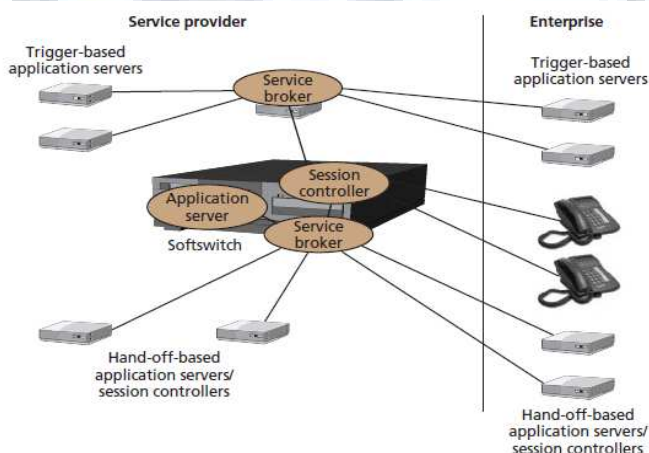 Service provider
Enterprise
Trigger-based
application servers
Service
broker
Trigger-based
application servers
Session
controller
Application
server
Service
broker
Softswitch
Hand-off-based
application servers/
session controllers
Hand-off-based
application servers/
session controllers